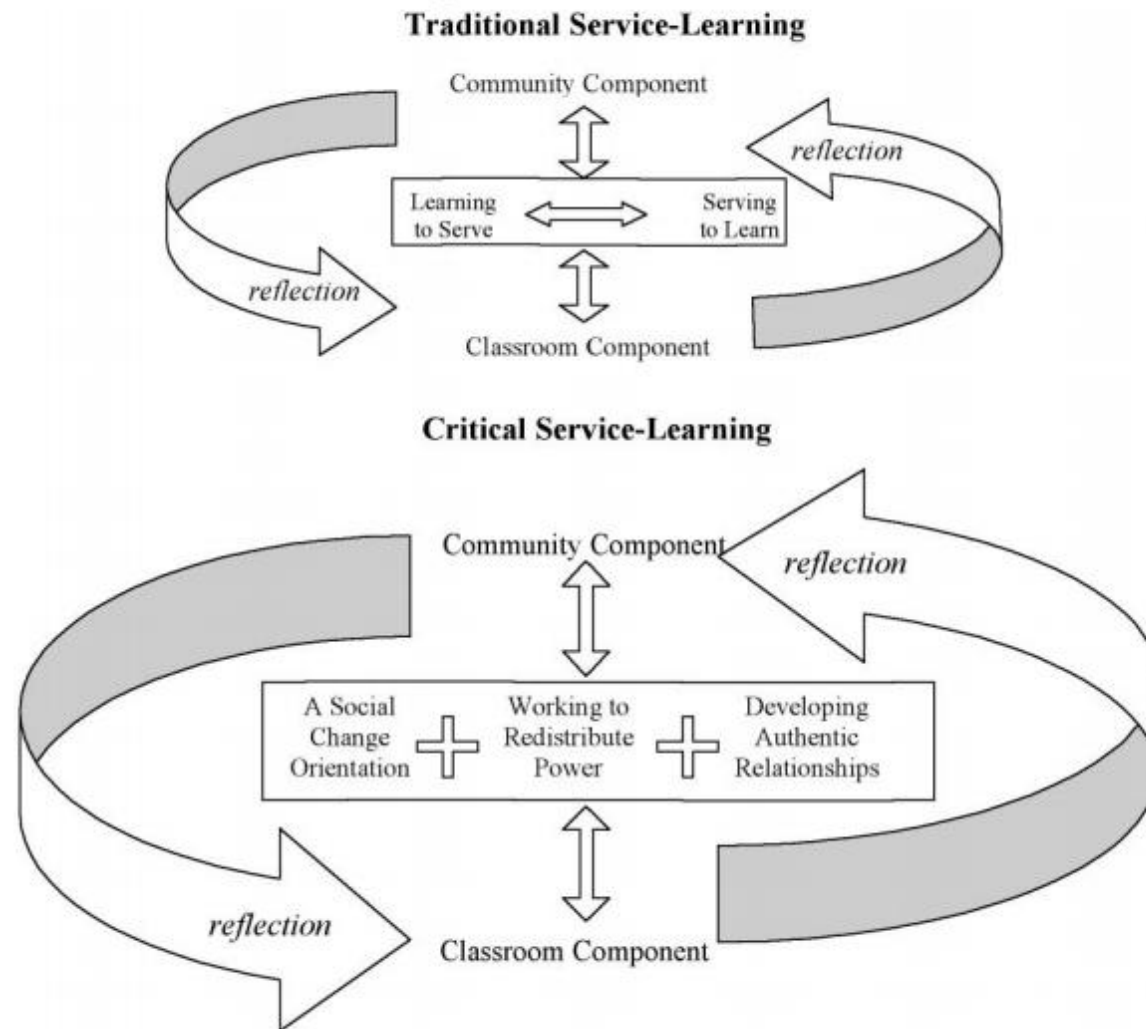 Traditional Service-Learning
Community Component
reflection
Learning
to Serve
Serving
to Learn
reflection
Classroom Component
Critical Service-Learning
Community Component
reflection
A Social
Change
Orientation
Working to
Redistribute
Power
Developing
Authentic
Relationships
reflection
Classroom Component